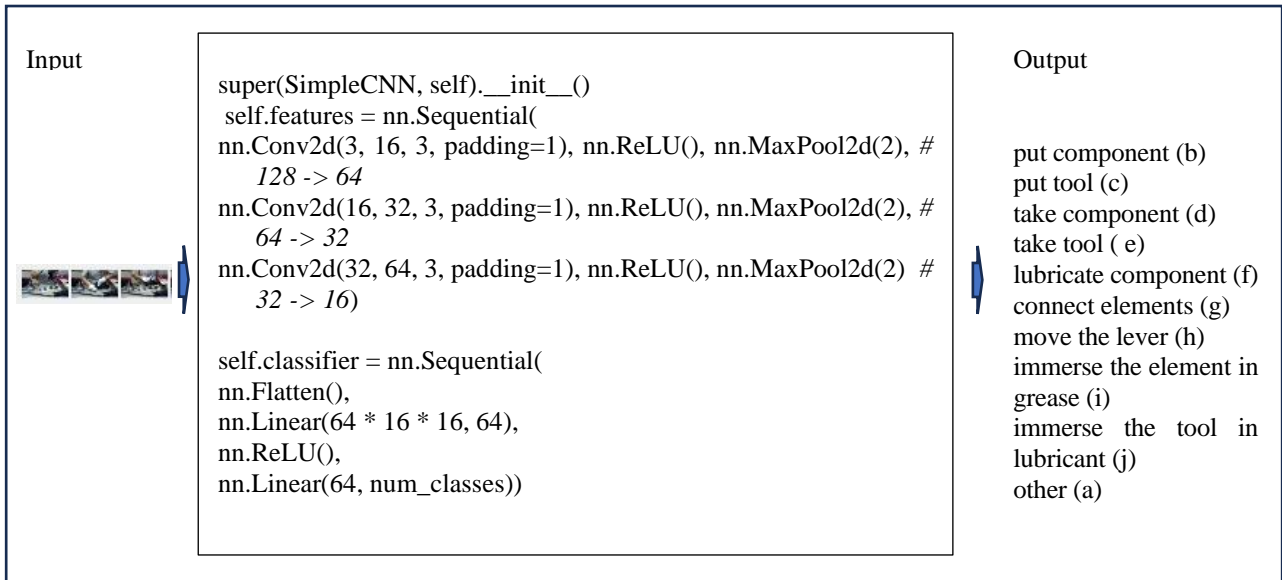 Input
super(SimpleCNN, self).__init__()
self.features = nn.Sequential(
nn.Conv2d(3, 16, 3, padding=1), nn.ReLU(), nn.MaxPool2d(2), #
128 -> 64
nn.Conv2d(16, 32, 3, padding=1), nn.ReLU(), nn.MaxPool2d(2), #
64 -> 32
nn.Conv2d(32, 64, 3, padding=1), nn.ReLU(), nn.MaxPool2d(2) #
32 -> 16)
self.classifier = nn.Sequential(
nn.Flatten(),
nn.Linear(64 * 16 * 16, 64),
nn.ReLU(),
nn.Linear(64, num_classes))
Output
put component (b)
put tool (c)
take component (d)
take tool ( e)
lubricate component (f)
connect elements (g)
move the lever (h)
immerse the element in
grease (i)
immerse the tool in
lubricant (j)
other (a)